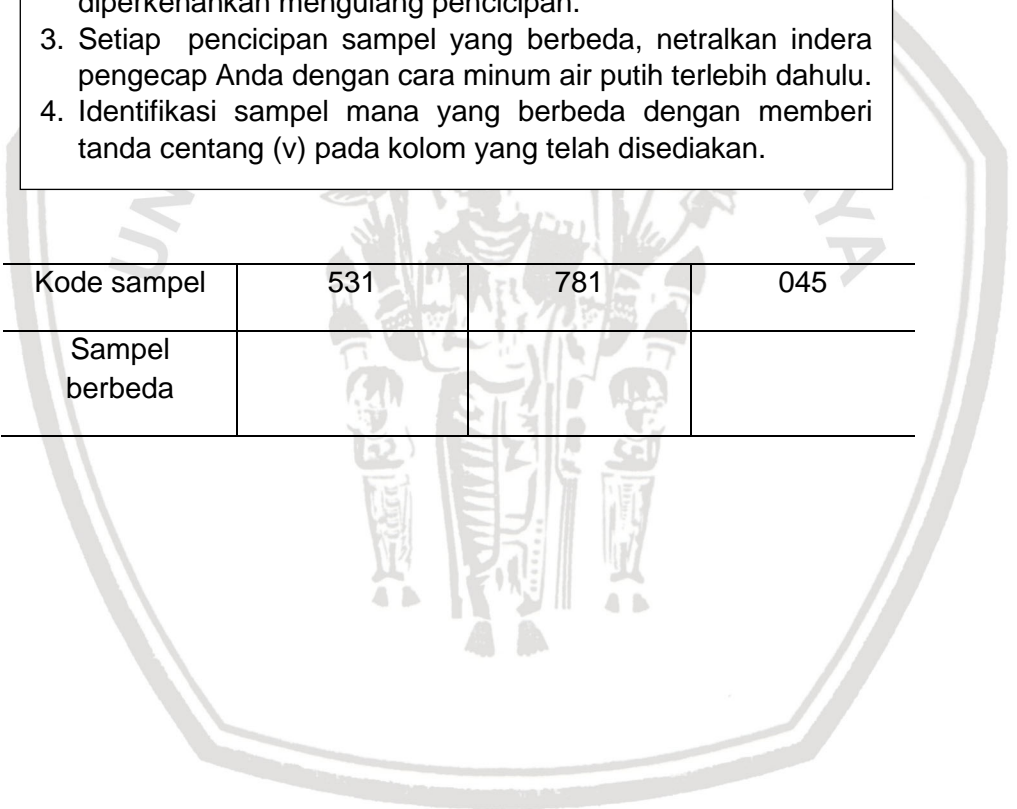 diperkenankan mengulang pencicipan.
3. Setiap pencicipan sampel yang berbeda, netralkan indera
pengecap Anda dengan cara minum air putih terlebih dahulu.
4. Identifikasi sampel mana yang berbeda dengan memberi
tanda centang (v) pada kolom yang telah disediakan.
UN
YA
Kode sampel 531 781 045
Sampel
berbeda